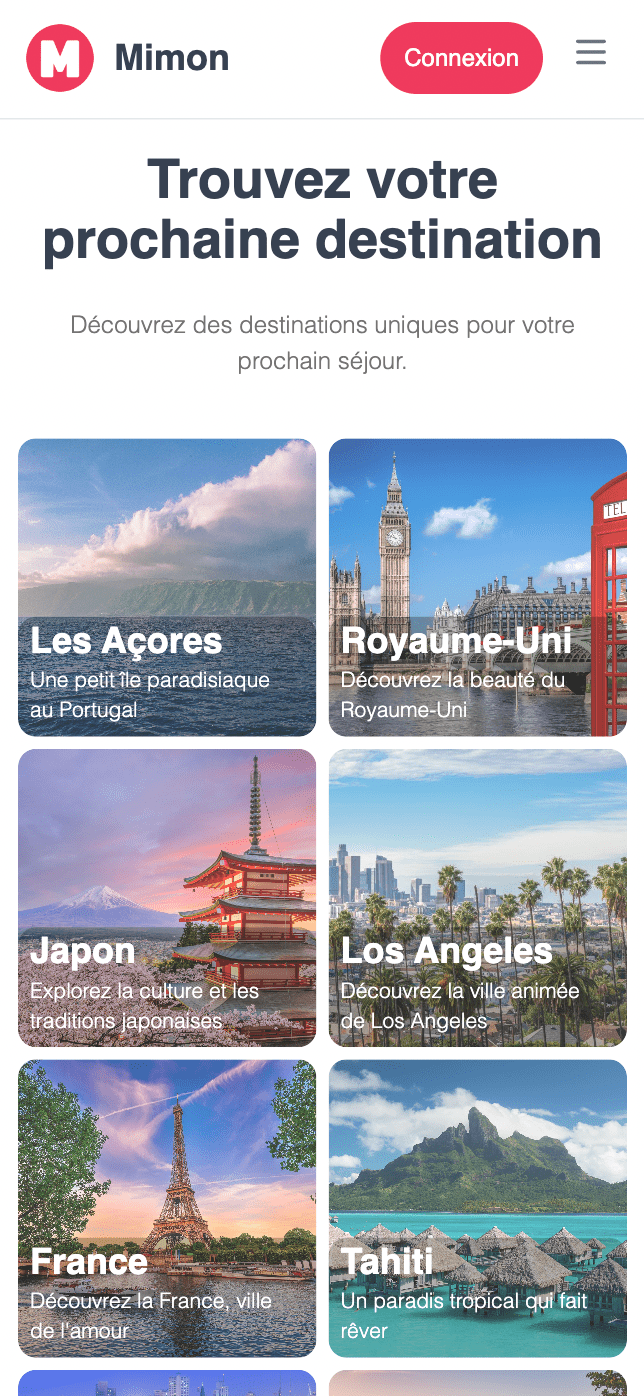 M Mimon
Connexion
Trouvez votre
prochaine destination
Découvrez des destinations uniques pour votre
prochain séjour.
TEL
Les Açores
Une petit île paradisiaque
au Portugal
Royaume-Uni
Découvrez la beauté du
Royaume-Uni
Japon
Explorez la culture et les
traditions japonaises
Los Angeles
Découvrez la ville animée
de Los Angeles
France
Découvrez la France, ville
de l'amour
Tahiti
Un paradis tropical qui fait
rêver